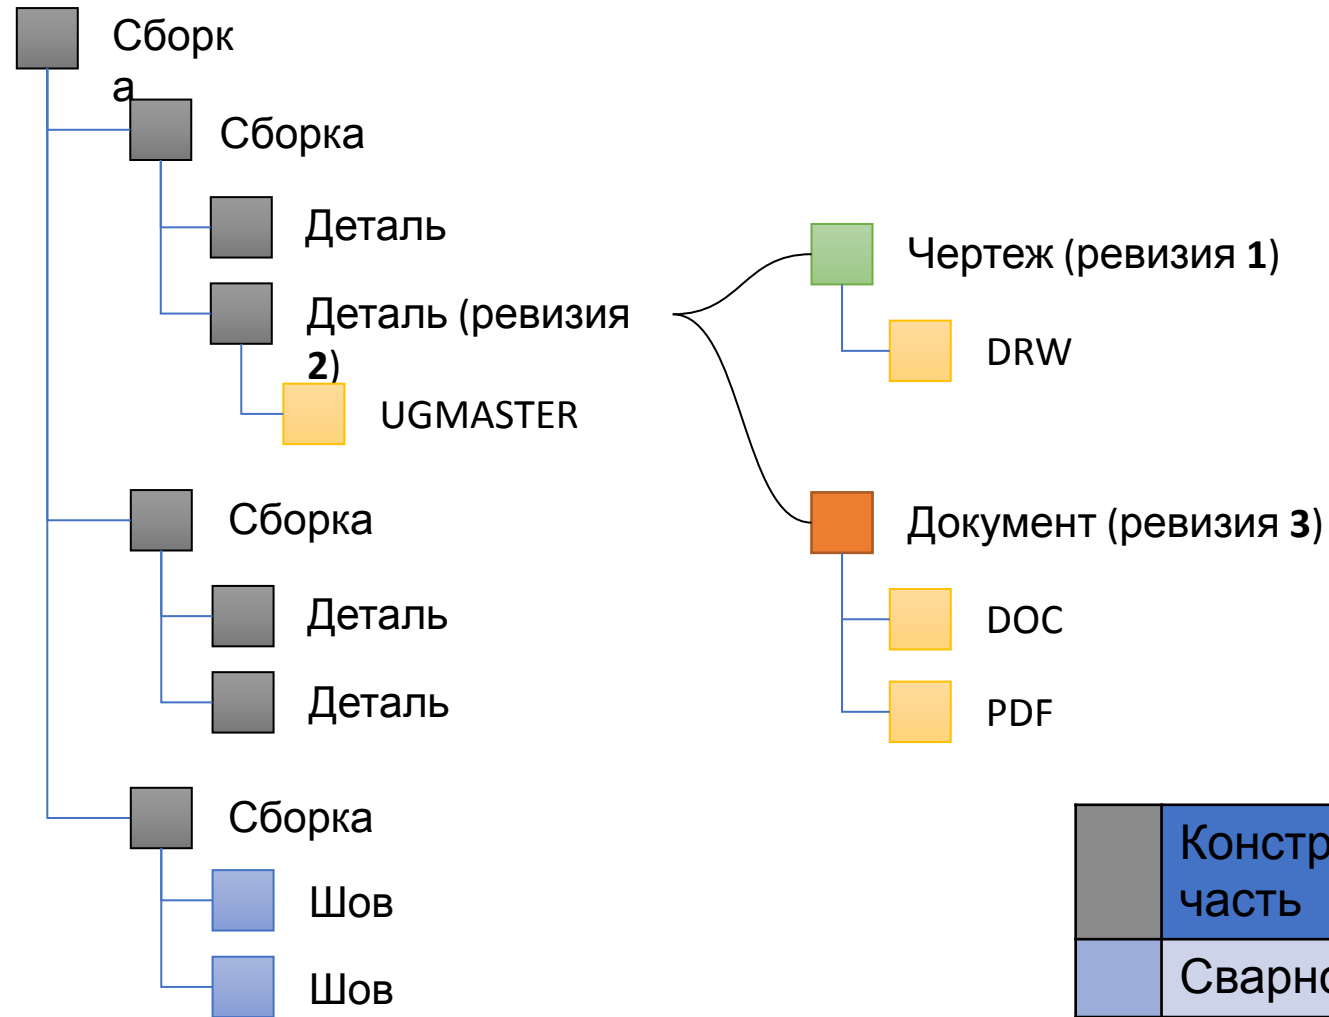 Сборк
а
Сборка
Деталь
Деталь (ревизия
2)
UGMASTER
Чертеж (ревизия 1)
DRW
Сборка
Документ (ревизия 3)
Деталь
DOC
Деталь
PDF
Сборка
Шов
Шов
Констр
часть
Сварно